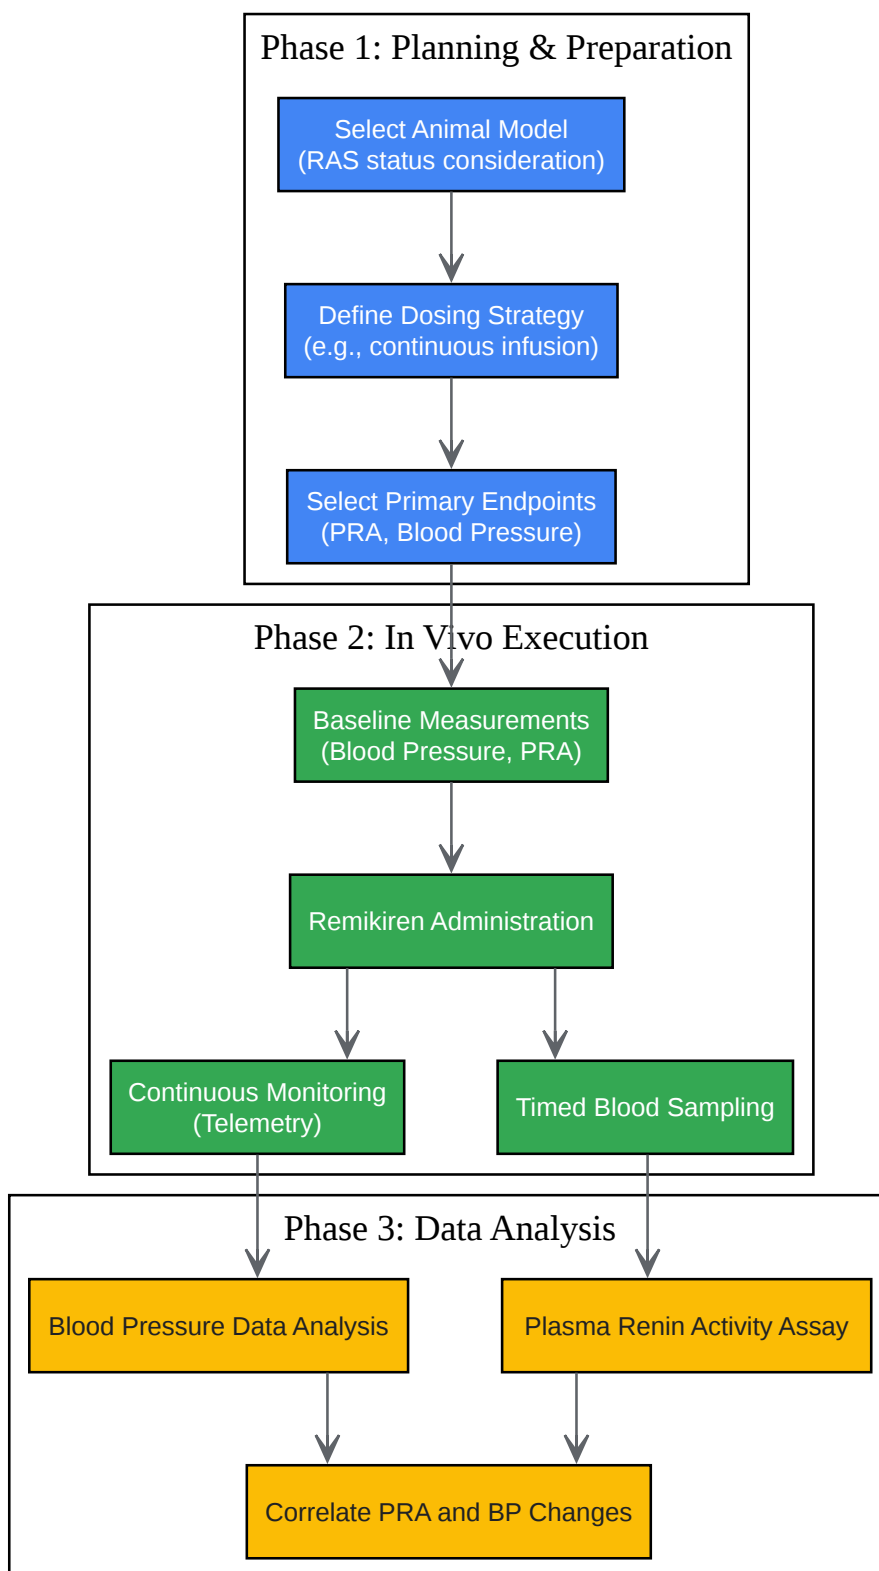 Phase 1: Planning & Preparation
Select Animal Model
(RAS status consideration)
Define Dosing Strategy
(e.g., continuous infusion)
Select Primary Endpoints
(PRA, Blood Pressure)
Phase 2: In Vivo Execution
Baseline Measurements
(Blood Pressure, PRA)
Remikiren Administration
Continuous Monitoring
(Telemetry)
Timed Blood Sampling
Phase 3: Data Analysis
Blood Pressure Data Analysis
Plasma Renin Activity Assay
Correlate PRA and BP Changes